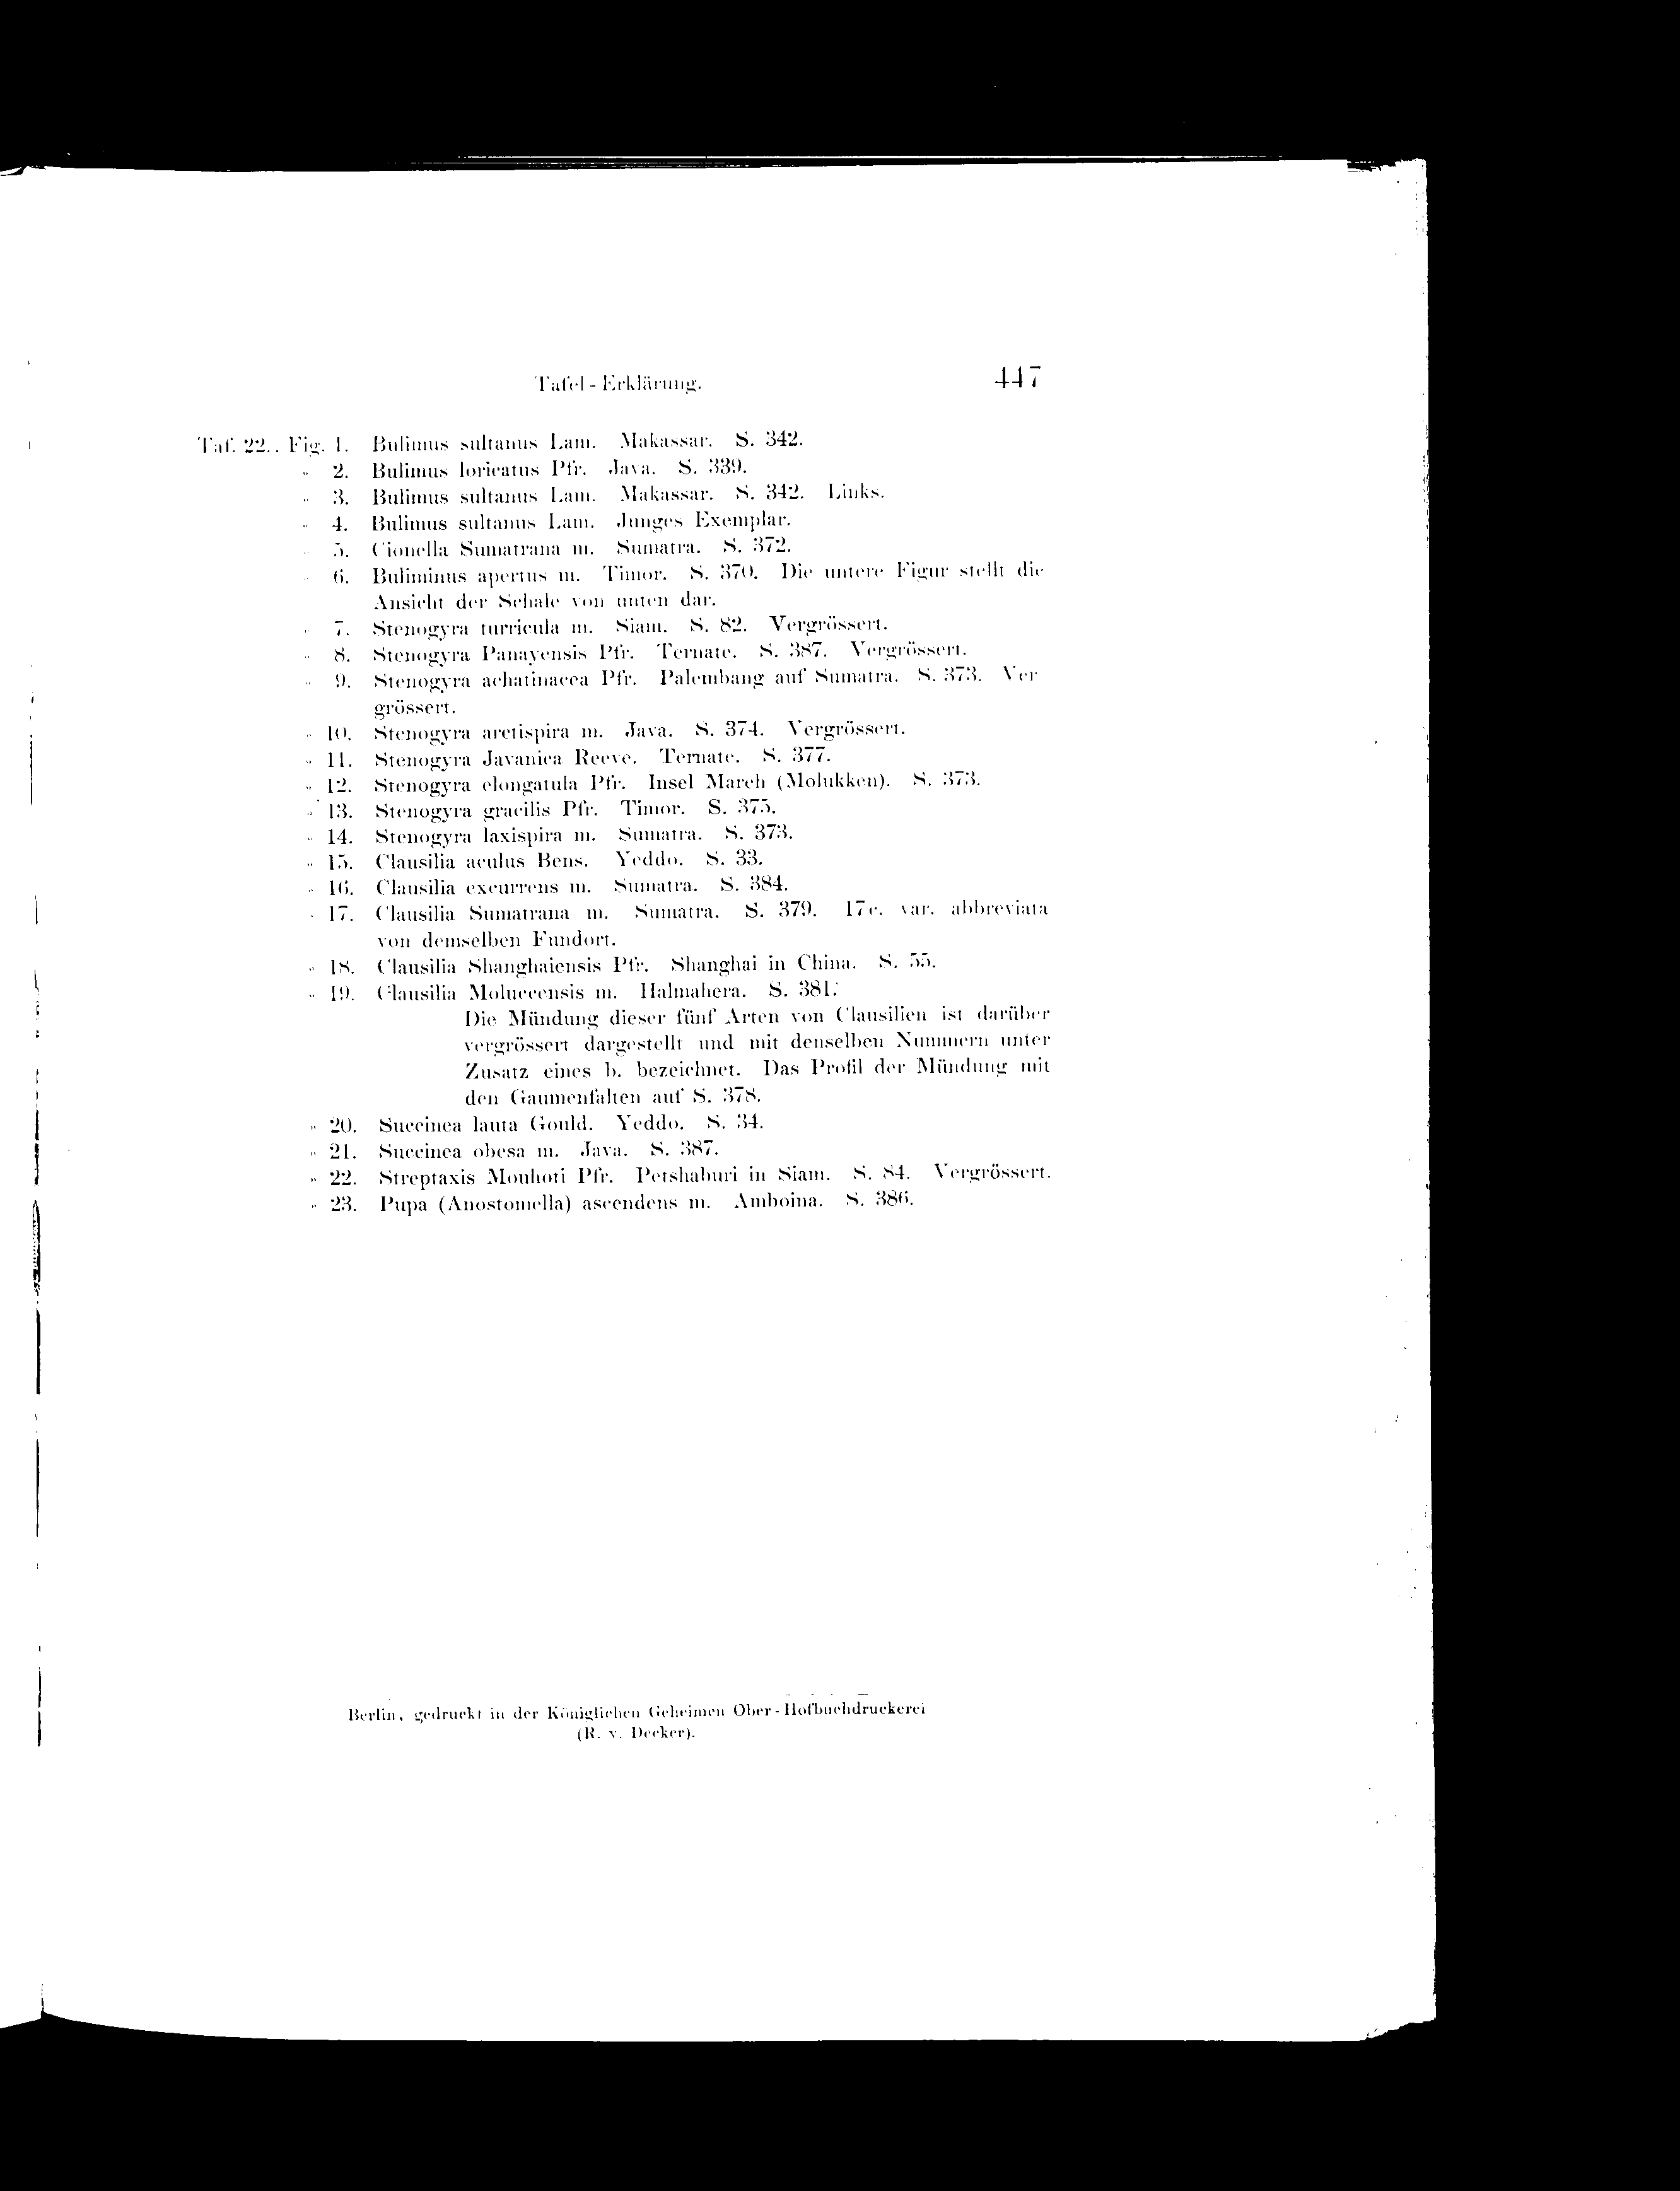 Tafel-Erklärung. 447
Taf. 22.. Fig. 1. Bulimus sultanus Lam. Makassar. S. 342.
" 2. Bulimus loricatus Pfr. Java. S. 339.
" 3. Bulimus sultanus Lam. Makassar. S. 342. Links.
" 4. Bulimus sultanus Lam. Junges Exemplar.
" 5. Cionella Sumatrana m. Sumatra. S. 372.
" 6. Buliminus apertus m. Timor. S. 370. Die untere Figur stellt die
Ansicht der Schale von unten dar.
" 7. Stenogyra turricula m. Siam. S. 82. Vergrössert.
" 8. Stenogyra Panayensis Pfr. Ternate. S. 387. Vergrössert.
" 9. Stenogyra achatinacea Pfr. Palembang auf Sumatra. S. 373. Ver
grössert.
" 10. Stenogyra arctispira m. Java. S. 374. Vergrössert.
" 11. Stenogyra Javanica Reeve. Ternate. S. 377.
" 12. Stenogyra elongatula Pfr. Insel Mareh (Molukken). S. 373.
" 13. Stenogyra gracilis Pfr. Timor. S. 375.
" 14. Stenogyra laxispira m. Sumatra. S. 373.
" 15. Clausilia aculus Bens. Yeddo. S. 33.
" 16. Clausilia excurrens m. Sumatra. S. 384.
" 17. Clausilia Sumatrana m. Sumatra. S. 379. 17c. var. abbreviata
von demselben Fundort.
" 18. Clausilia Shanghaiensis Pfr. Shanghai in China. S. 55.
" 19. Clausilia Moluccensis m. Halmahera. S. 381.
Die Mündung dieser fünf Arten von Clausilien ist darüber
vergrössert dargestellt und mit denselben Nummern unter
Zusatz eines b. bezeichnet. Das Profil der Mündung mit
den Gaumenfalten auf S. 378.
" 20. Succinea lauta Gould. Yeddo. S. 34.
" 21. Succinea obesa m. Java. S. 387.
" 22. Streptaxis Mouhoti Pfr. Petshaburi in Siam. S. 84. Vergrössert.
" 23. Pupa (Anostomella) ascendens m. Amboina. S. 386.
Berlin, gedruckt in der Königlichen Geheimen Ober-Hofbuchdruckerei
(R. v. Decker).